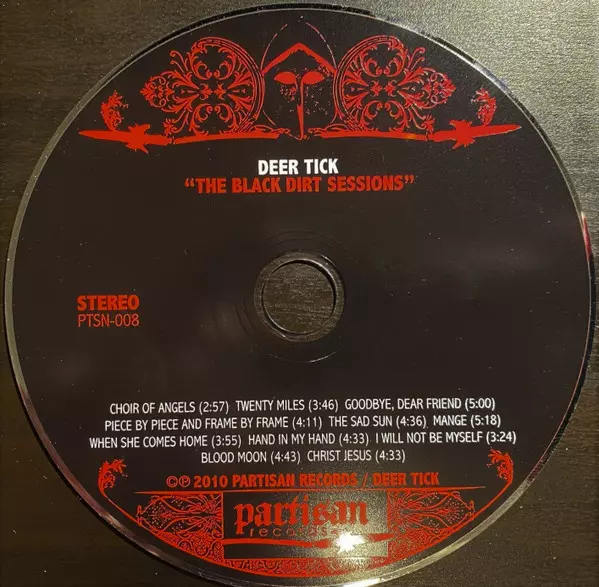 DEER TICK
“THE BLACK DIRT SESSIONS”
STEREO
PTSN-008
CHOIR OF ANGELS (2:57) TWENTY MILES (3:46) GOODBYE, DEAR FRIEND (5:00)
PIECE BY PIECE AND FRAME BY FRAME (4:11) THE SAD SUN (4:36) MANGE (5:18)
WHEN SHE COMES HOME (3:55) HAND IN MY HAND (4:33) I WILL NOT BE MYSELF (3:24)
BLOOD MOON (4:43) CHRIST JESUS (4:33)
©℗ 2010 PARTISAN RECORDS / DEER TICK
partisan
records